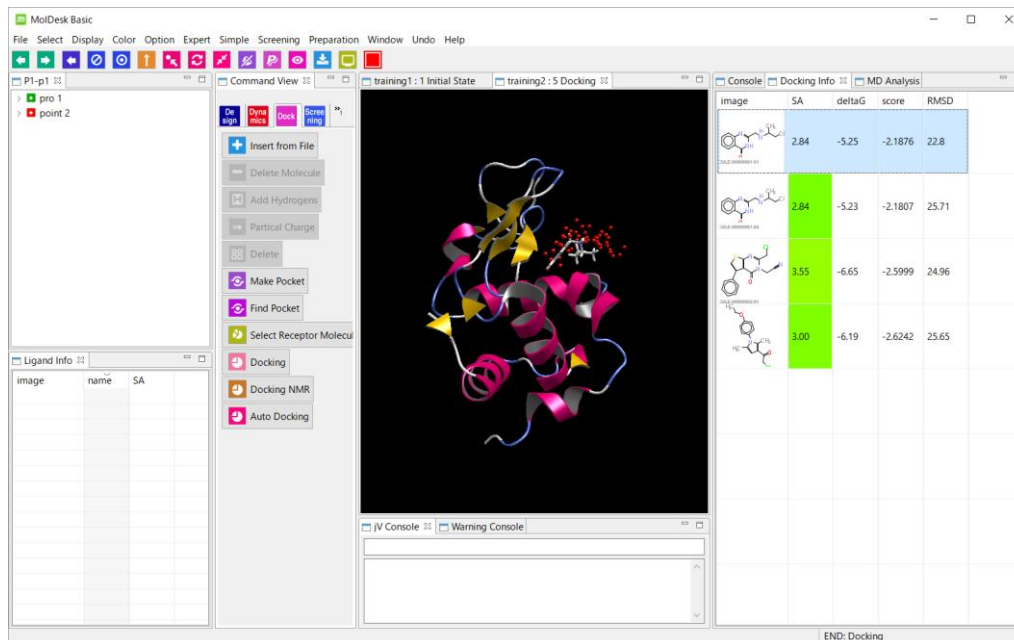 MolDesk Basic
File Select Display Color Option Expert Simple Screening Preparation Window Undo Help
P1-p1
pro 1
point 2
Command View
De sign
Dyna mics
Dock
Scree ning
Insert from File
Delete Molecule
Add Hydrogens
Partical Charge
Delete
Make Pocket
Find Pocket
Select Receptor Molecul
Docking
Docking NMR
Auto Docking
Ligand Info
image name SA
training1 : 1 Initial State training2 : 5 Docking
jV Console Warning Console
Console Docking Info MD Analysis
image SA deltaG score RMSD
2.84 -5.25 -2.1876 22.8
2.84 -5.23 -2.1807 25.71
3.55 -6.65 -2.5999 24.96
3.00 -6.19 -2.6242 25.65
END: Docking